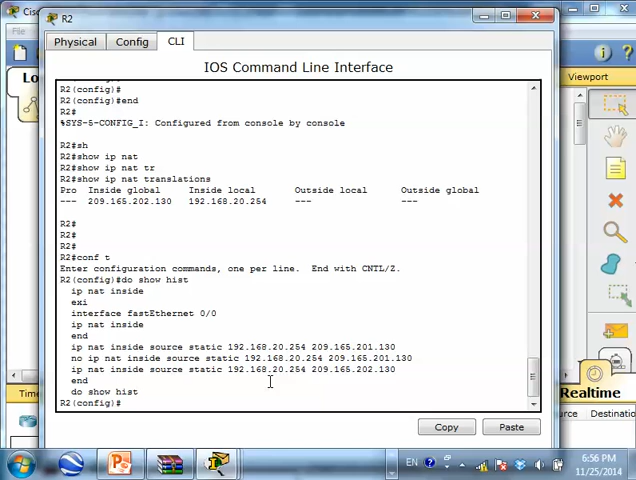 Cis
R2
File
Physical
Config
CLI
Lo
Viewport
IOS Command Line Interface
R2(config)#
R2(config)#end
R2#
%SYS-5-CONFIG_I: Configured from console by console
R2#sh
R2#show ip nat
R2#show ip nat tr
R2#show ip nat translations
Pro Inside global Inside local Outside local Outside global
--- 209.165.202.130 192.168.20.254 --- ---
R2#
R2#
R2#
R2#conf t
Enter configuration commands, one per line. End with CNTL/Z.
R2(config)#do show hist
ip nat inside
exi
interface fastEthernet 0/0
ip nat inside
end
ip nat inside source static 192.168.20.254 209.165.201.130
no ip nat inside source static 192.168.20.254 209.165.201.130
ip nat inside source static 192.168.20.254 209.165.202.130
end
do show hist
R2(config)#
Copy
Paste
Time
Realtime
ource
Destinatio
EN
6:56 PM
11/25/2014